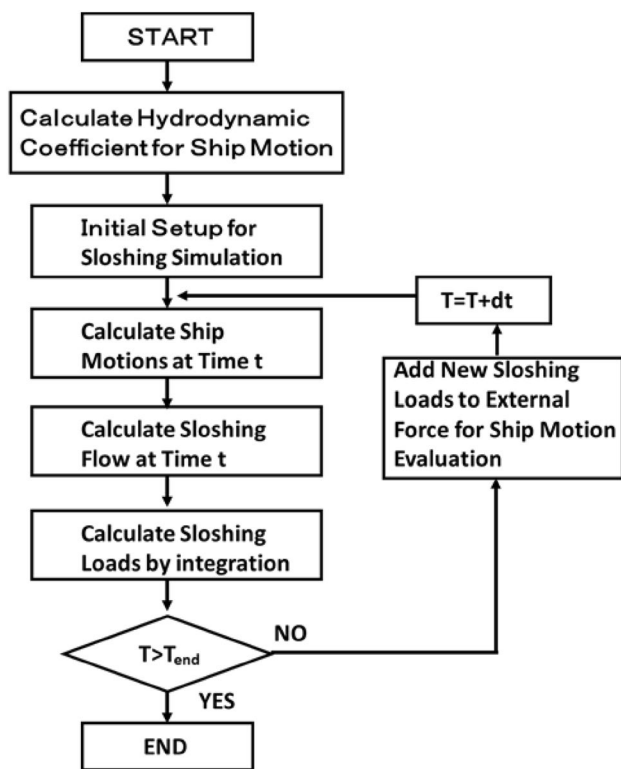 START
Calculate Hydrodynamic
Coefficient for Ship Motion
Initial Setup for
Sloshing Simulation
T=T+dt
Calculate Ship
Motions at Time t
Add New Sloshing
Loads to External
Force for Ship Motion
Evaluation
Calculate Sloshing
Flow at Time t
Calculate Sloshing
Loads by integration
T>Tend
NO
YES
END